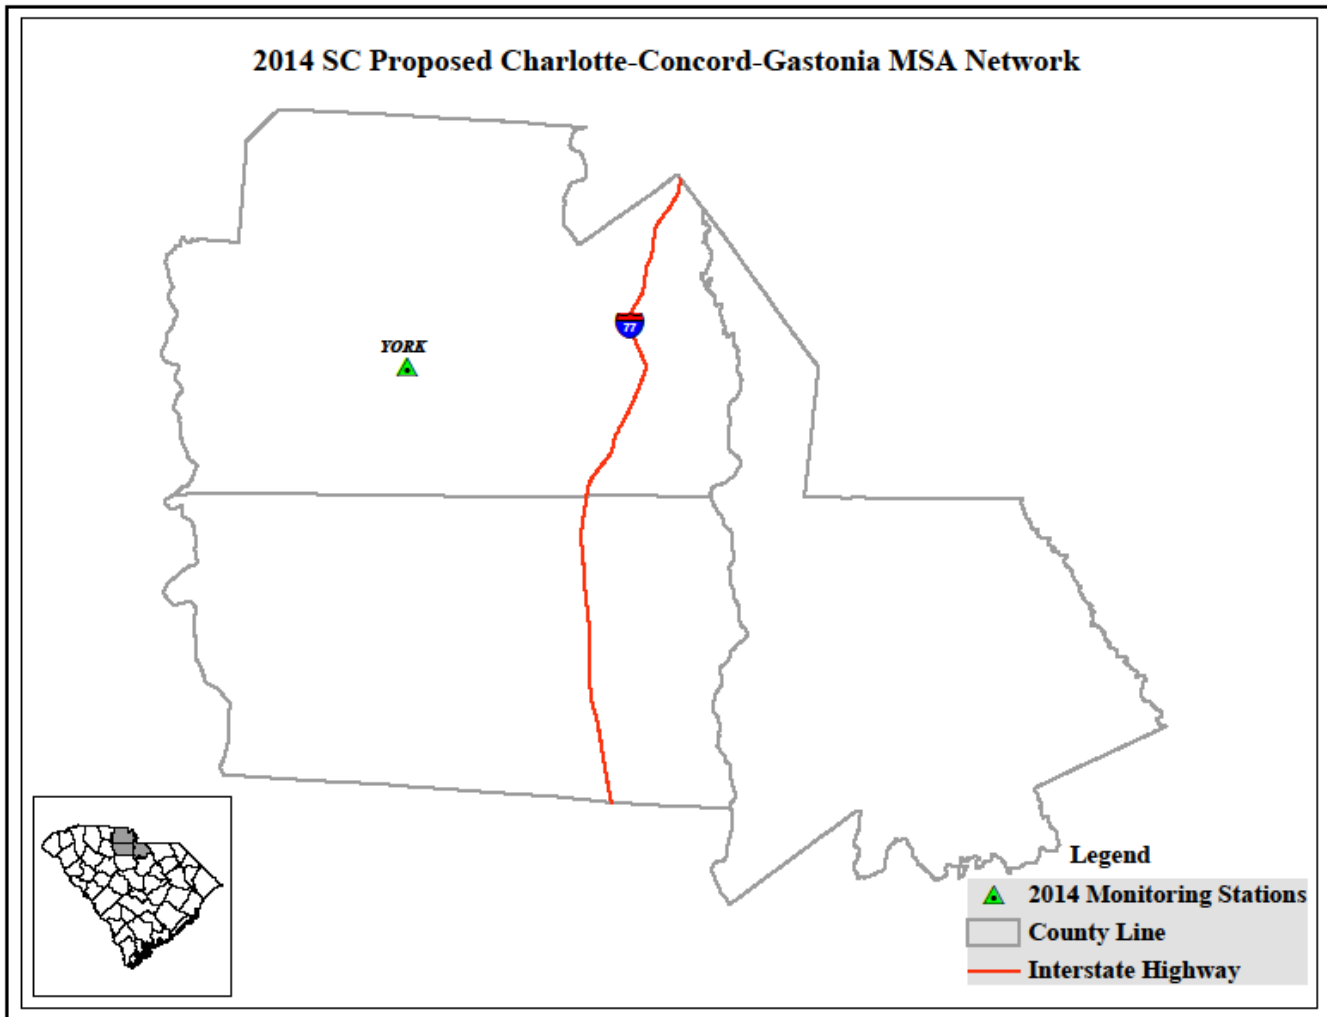 2014 SC Proposed Charlotte-Concord-Gastonia MSA Network
YORK
77
Legend
2014 Monitoring Stations
County Line
Interstate Highway